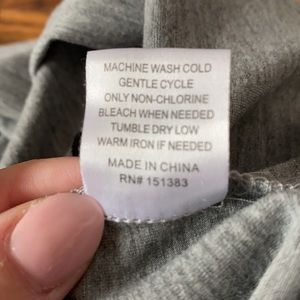 MACHINE WASH COLD
GENTLE CYCLE
ONLY NON-CHLORINE
BLEACH WHEN NEEDED
TUMBLE DRY LOW
WARM IRON IF NEEDED
MADE IN CHINA
RN# 151383